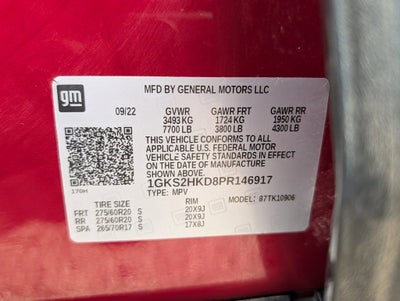 gm
MFD BY GENERAL MOTORS LLC
09/22 GVWR GAWR FRT GAWR RR
3493 KG 1724 KG 1950 KG
7700 LB 3800 LB 4300 LB
THIS VEHICLE CONFORMS TO ALL
APPLICABLE U.S. FEDERAL MOTOR
VEHICLE SAFETY STANDARDS IN EFFECT
ON THE DATE OF MANUFACTURE
SHOWN ABOVE.
170H
1GKS2HKD8PR146917
TYPE: MPV
TIRE SIZE RIM MODEL: 87TK10906
FRT 275/60R20 S 20X9J
RR 275/60R20 S 20X9J
SPA 265/70R17 S 17X8J